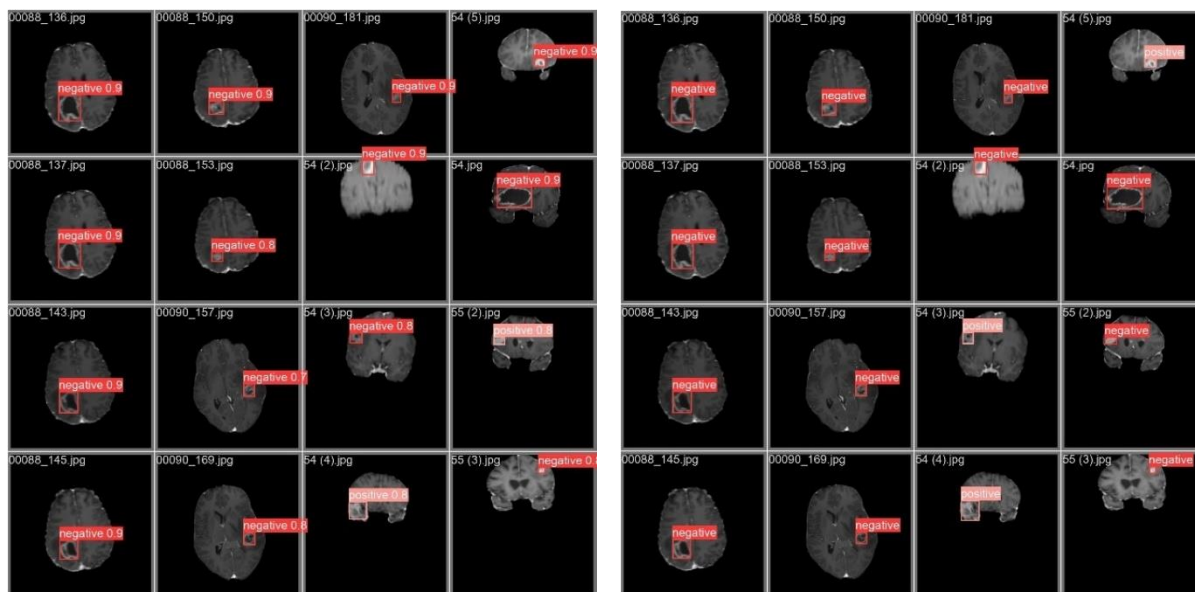 00088_136.jpg
negative 0.9
00088_150.jpg
negative 0.9
00090_181.jpg
negative 0.9
54 (5).jpg
negative 0.9
00088_137.jpg
negative 0.9
00088_153.jpg
negative 0.8
54 (2).jpg
negative 0.9
54.jpg
negative 0.9
00088_143.jpg
negative 0.9
00090_157.jpg
negative 0.7
54 (3).jpg
negative 0.8
55 (2).jpg
positive 0.8
00088_145.jpg
negative 0.9
00090_169.jpg
negative 0.8
54 (4).jpg
positive 0.8
55 (3).jpg
negative
00088_136.jpg
negative
00088_150.jpg
negative
00090_181.jpg
negative
54 (5).jpg
positive
00088_137.jpg
negative
00088_153.jpg
negative
54 (2).jpg
negative
54.jpg
negative
00088_143.jpg
negative
00090_157.jpg
negative
54 (3).jpg
positive
55 (2).jpg
negative
00088_145.jpg
negative
00090_169.jpg
negative
54 (4).jpg
positive
55 (3).jpg
negative